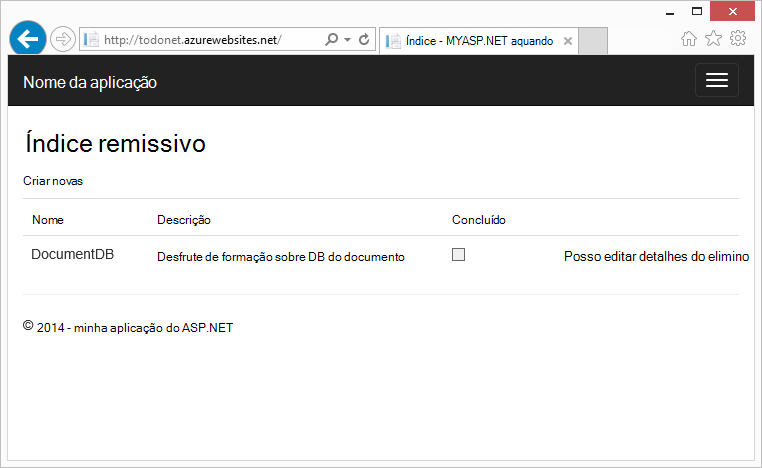 http://todonet.azurewebsites.net/
Índice - MYASP.NET aquando
Nome da aplicação
Índice remissivo
Criar novas
Nome Descrição Concluído
DocumentDB Desfrute de formação sobre DB do documento Posso editar detalhes do elimino
© 2014 - minha aplicação do ASP.NET